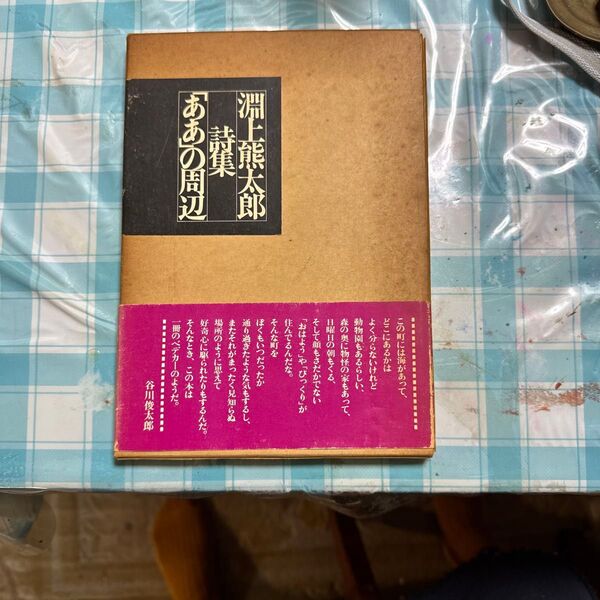 淵上熊太郎
詩集
「ああ」の周辺
この町には海があって、
どこにあるかは
よく分らないけれど
動物園もあるらしい、
森の奥に物怪の家もあって、
日曜日の朝もくる、
そして顔もさだかでない
「おはよう」や「びっくり」が
住んでるんだな。
そんな町を
ぼくもいつだったか
通り過ぎたような気もするし、
またそれがまったく見知らぬ
場所のように思えて
好奇心に駆られたりもするんだ。
そんなとき、この本は
一冊のベデカーのようだ。
谷川俊太郎